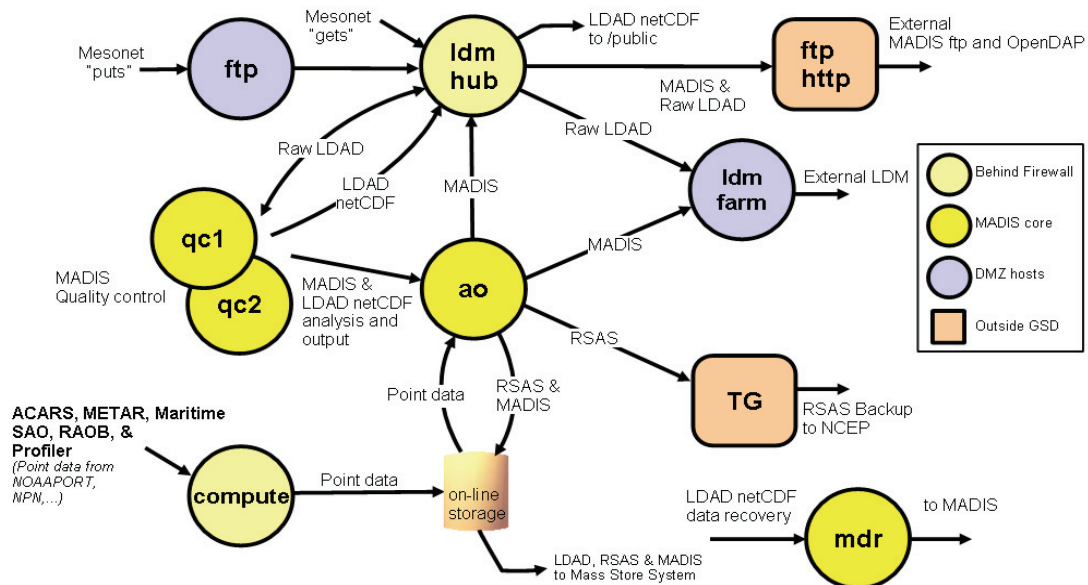 Mesonet
"puts"
ftp
Mesonet
"gets"
ldm
hub
LDAD netCDF
to /public
MADIS &
Raw LDAD
ftp
http
External
MADIS ftp and OpenDAP
Raw LDAD
LDAD
netCDF
MADIS
Raw LDAD
ldm
farm
External LDM
qc1
qc2
MADIS
Quality control
MADIS &
LDAD netCDF
analysis and
output
ao
MADIS
RSAS
TG
RSAS Backup
to NCEP
Point data
RSAS &
MADIS
ACARS, METAR, Maritime
SAO, RAOB, &
Profiler
(Point data from
NOAAPORT,
NPN,...)
compute
Point data
on-line
storage
LDAD, RSAS & MADIS
to Mass Store System
LDAD netCDF
data recovery
mdr
to MADIS
Behind Firewall
MADIS core
DMZ hosts
Outside GSD